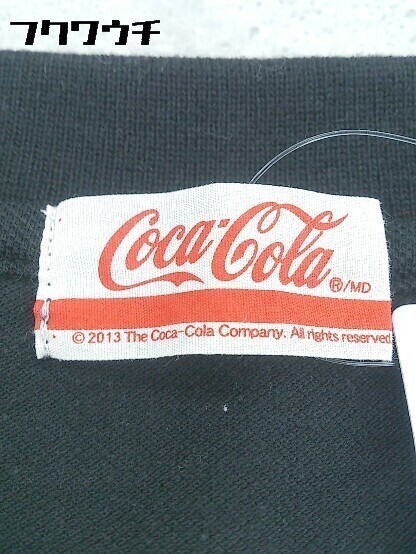 フクワウチ
Coca-Cola
®/MD
© 2013 The Coca-Cola Company. All rights reserved